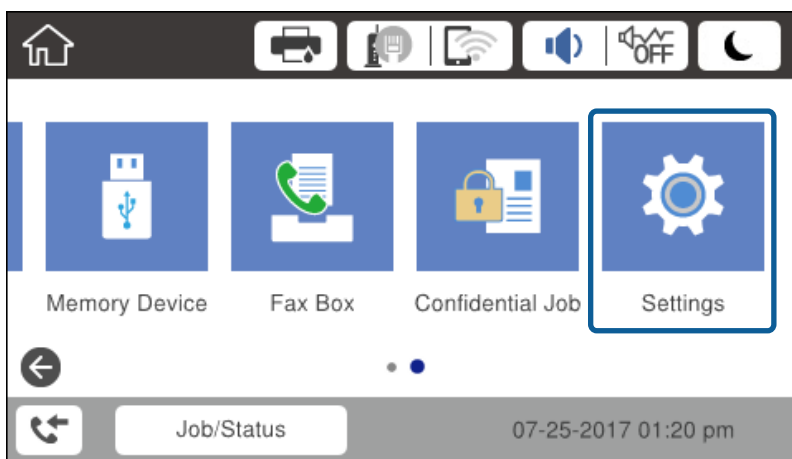 OFF
Memory Device
Fax Box
Confidential Job
Settings
Job/Status
07-25-2017 01:20 pm